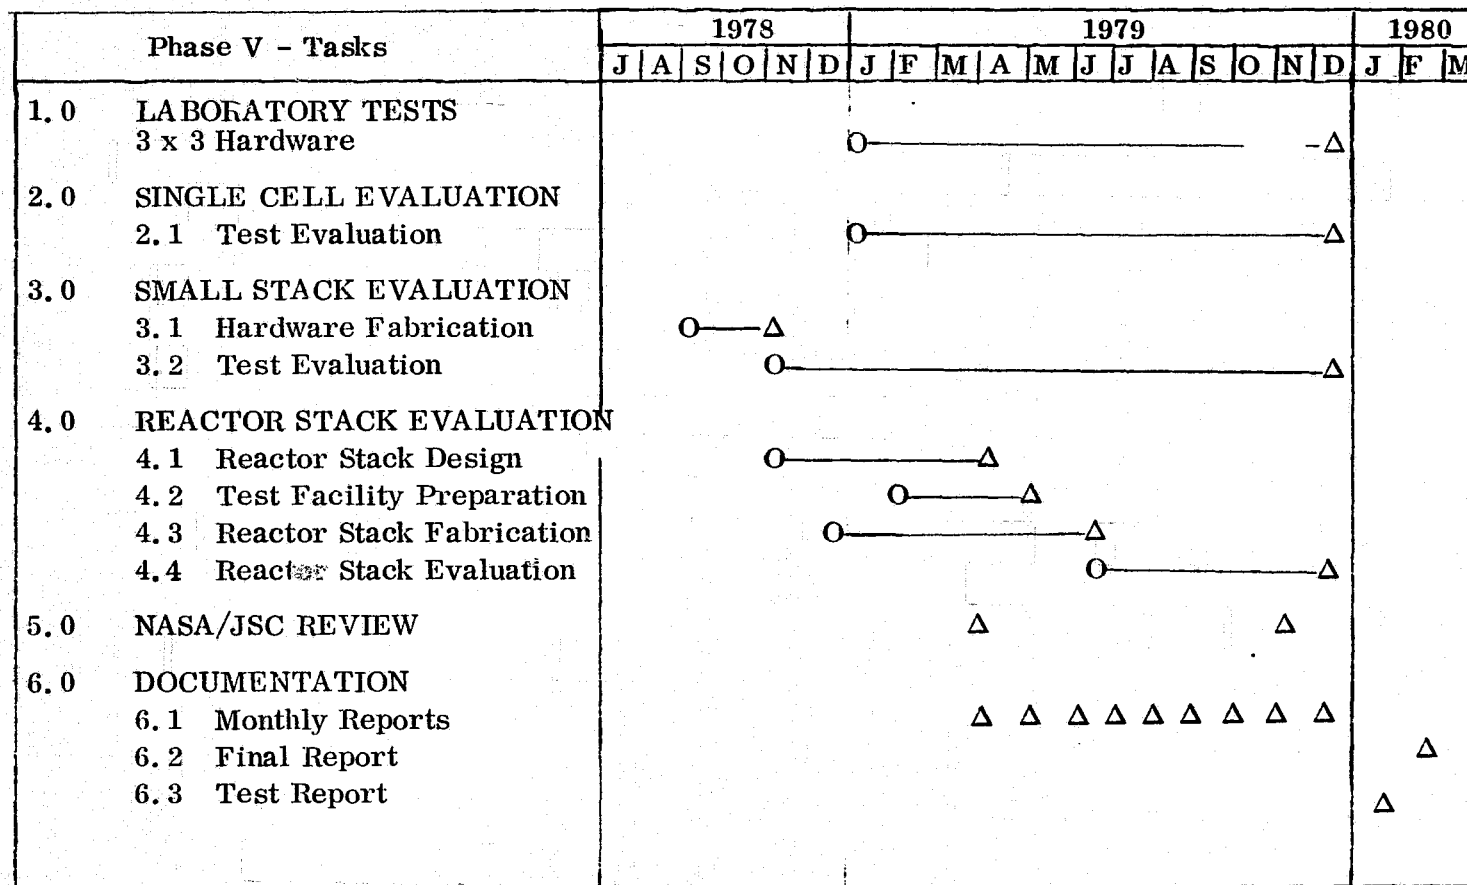 Phase V - Tasks
1978 1979 1980
J A S O N D J F M A M J J A S O N D J F M
1.0 LABORATORY TESTS
3 x 3 Hardware
2.0 SINGLE CELL EVALUATION
2.1 Test Evaluation
3.0 SMALL STACK EVALUATION
3.1 Hardware Fabrication
3.2 Test Evaluation
4.0 REACTOR STACK EVALUATION
4.1 Reactor Stack Design
4.2 Test Facility Preparation
4.3 Reactor Stack Fabrication
4.4 Reactor Stack Evaluation
5.0 NASA/JSC REVIEW
6.0 DOCUMENTATION
6.1 Monthly Reports
6.2 Final Report
6.3 Test Report